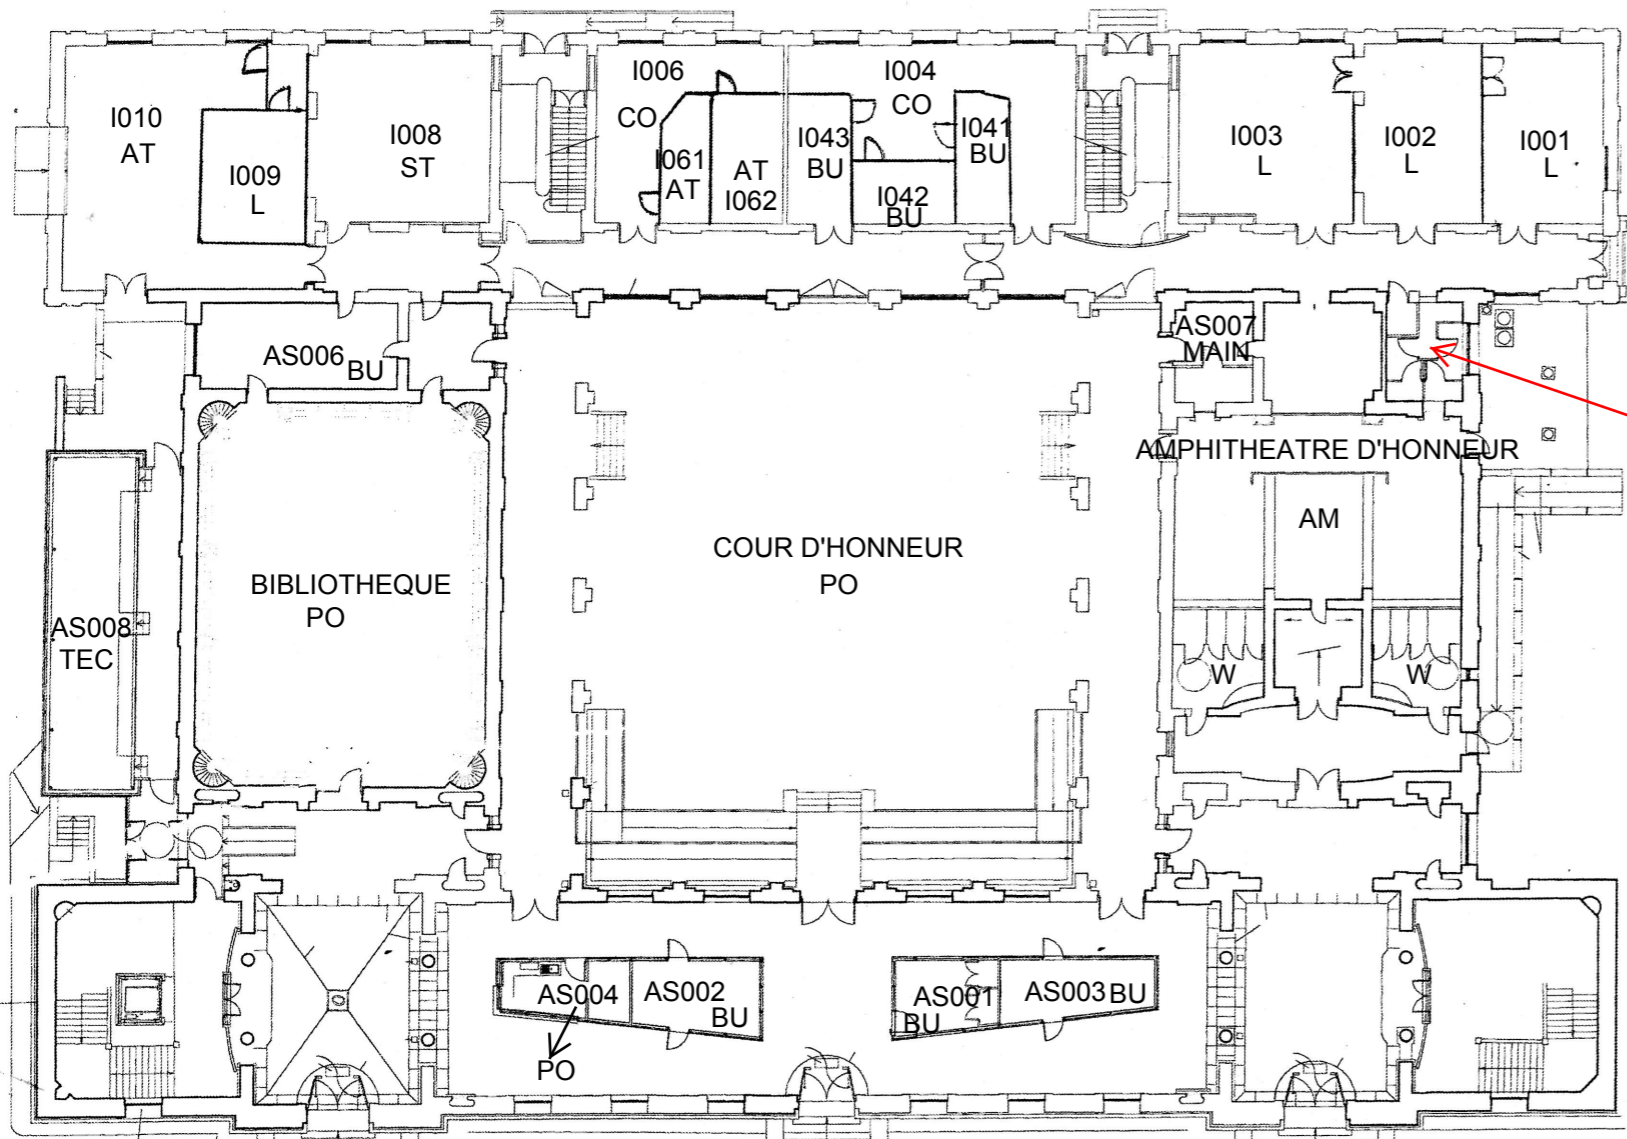 I010
AT
I009
L
I008
ST
I006
CO
I061
AT
AT
I062
I043
BU
I004
CO
I042
BU
I041
BU
I003
L
I002
L
I001
L
AS006
BU
AS007
MAIN
AMPHITHEATRE D'HONNEUR
AM
COUR D'HONNEUR
PO
BIBLIOTHEQUE
PO
AS008
TEC
W
W
AS004
PO
AS002
BU
AS001
BU
AS003 BU